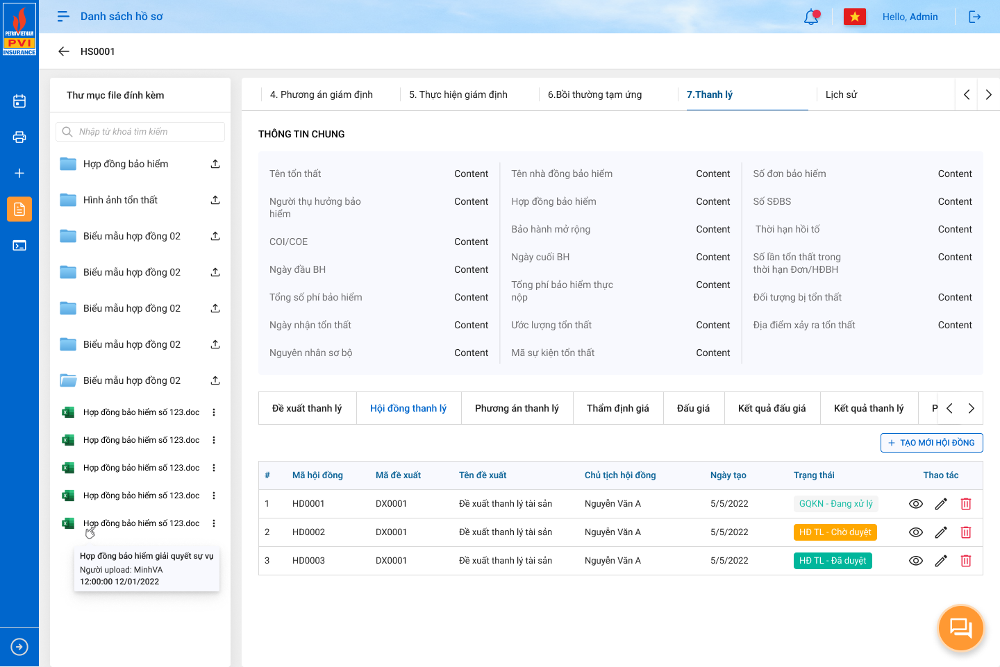 PETROVIETNAM
PVI
INSURANCE
Danh sách hồ sơ
Hello, Admin
HS0001
Thư mục file đính kèm
Nhập từ khoá tìm kiếm
Hợp đồng bảo hiểm
Hình ảnh tổn thất
Biểu mẫu hợp đồng 02
Biểu mẫu hợp đồng 02
Biểu mẫu hợp đồng 02
Biểu mẫu hợp đồng 02
Biểu mẫu hợp đồng 02
Hợp đồng bảo hiểm số 123.doc
Hợp đồng bảo hiểm số 123.doc
Hợp đồng bảo hiểm số 123.doc
Hợp đồng bảo hiểm số 123.doc
Hợp đồng bảo hiểm số 123.doc
Hợp đồng bảo hiểm giải quyết sự vụ
Người upload: MinhVA
12:00:00 12/01/2022
4. Phương án giám định 5. Thực hiện giám định 6.Bồi thường tạm ứng 7.Thanh lý Lịch sử
THÔNG TIN CHUNG
Tên tổn thất Content
Người thụ hưởng bảo Content
hiểm
COI/COE Content
Ngày đầu BH Content
Tổng số phí bảo hiểm Content
Ngày nhận tổn thất Content
Nguyên nhân sơ bộ Content
Tên nhà đồng bảo hiểm Content
Hợp đồng bảo hiểm Content
Bảo hành mở rộng Content
Ngày cuối BH Content
Tổng phí bảo hiểm thực Content
nộp
Ước lượng tổn thất Content
Mã sự kiện tổn thất Content
Số đơn bảo hiểm Content
Số SĐBS Content
Thời hạn hồi tố Content
Số lần tổn thất trong Content
thời hạn Đơn/HĐBH
Đối tượng bị tổn thất Content
Địa điểm xảy ra tổn thất Content
Đề xuất thanh lý Hội đồng thanh lý Phương án thanh lý Thẩm định giá Đấu giá Kết quả đấu giá Kết quả thanh lý P
+ TẠO MỚI HỘI ĐỒNG
# Mã hội đồng Mã đề xuất Tên đề xuất Chủ tịch hội đồng Ngày tạo Trạng thái Thao tác
1 HD0001 DX0001 Đề xuất thanh lý tài sản Nguyễn Văn A 5/5/2022 GQKN - Đang xử lý
2 HD0002 DX0001 Đề xuất thanh lý tài sản Nguyễn Văn A 5/5/2022 HĐ TL - Chờ duyệt
3 HD0003 DX0001 Đề xuất thanh lý tài sản Nguyễn Văn A 5/5/2022 HĐ TL - Đã duyệt